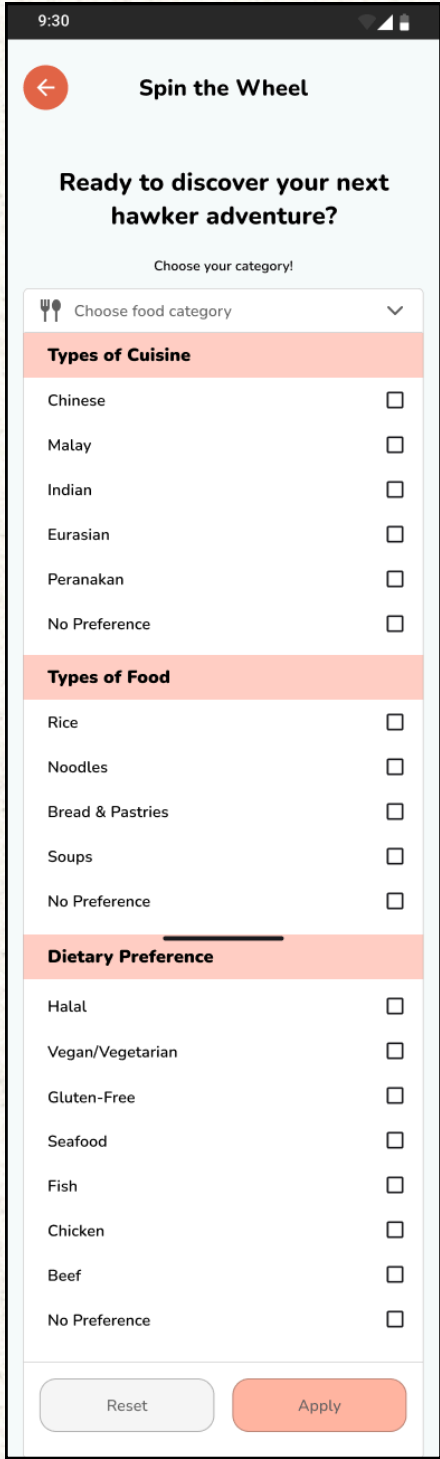 9:30
Spin the Wheel
Ready to discover your next
hawker adventure?
Choose your category!
Choose food category
Types of Cuisine
Chinese
Malay
Indian
Eurasian
Peranakan
No Preference
Types of Food
Rice
Noodles
Bread & Pastries
Soups
No Preference
Dietary Preference
Halal
Vegan/Vegetarian
Gluten-Free
Seafood
Fish
Chicken
Beef
No Preference
Reset
Apply